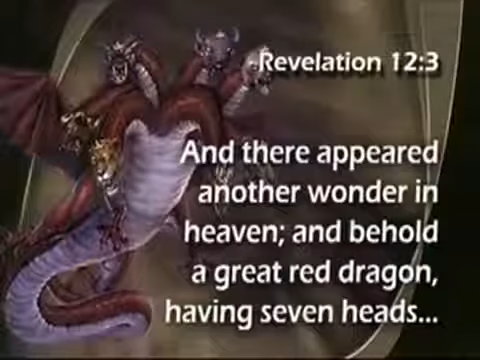 Revelation 12:3
And there appeared
another wonder in
heaven; and behold
a great red dragon,
having seven heads...